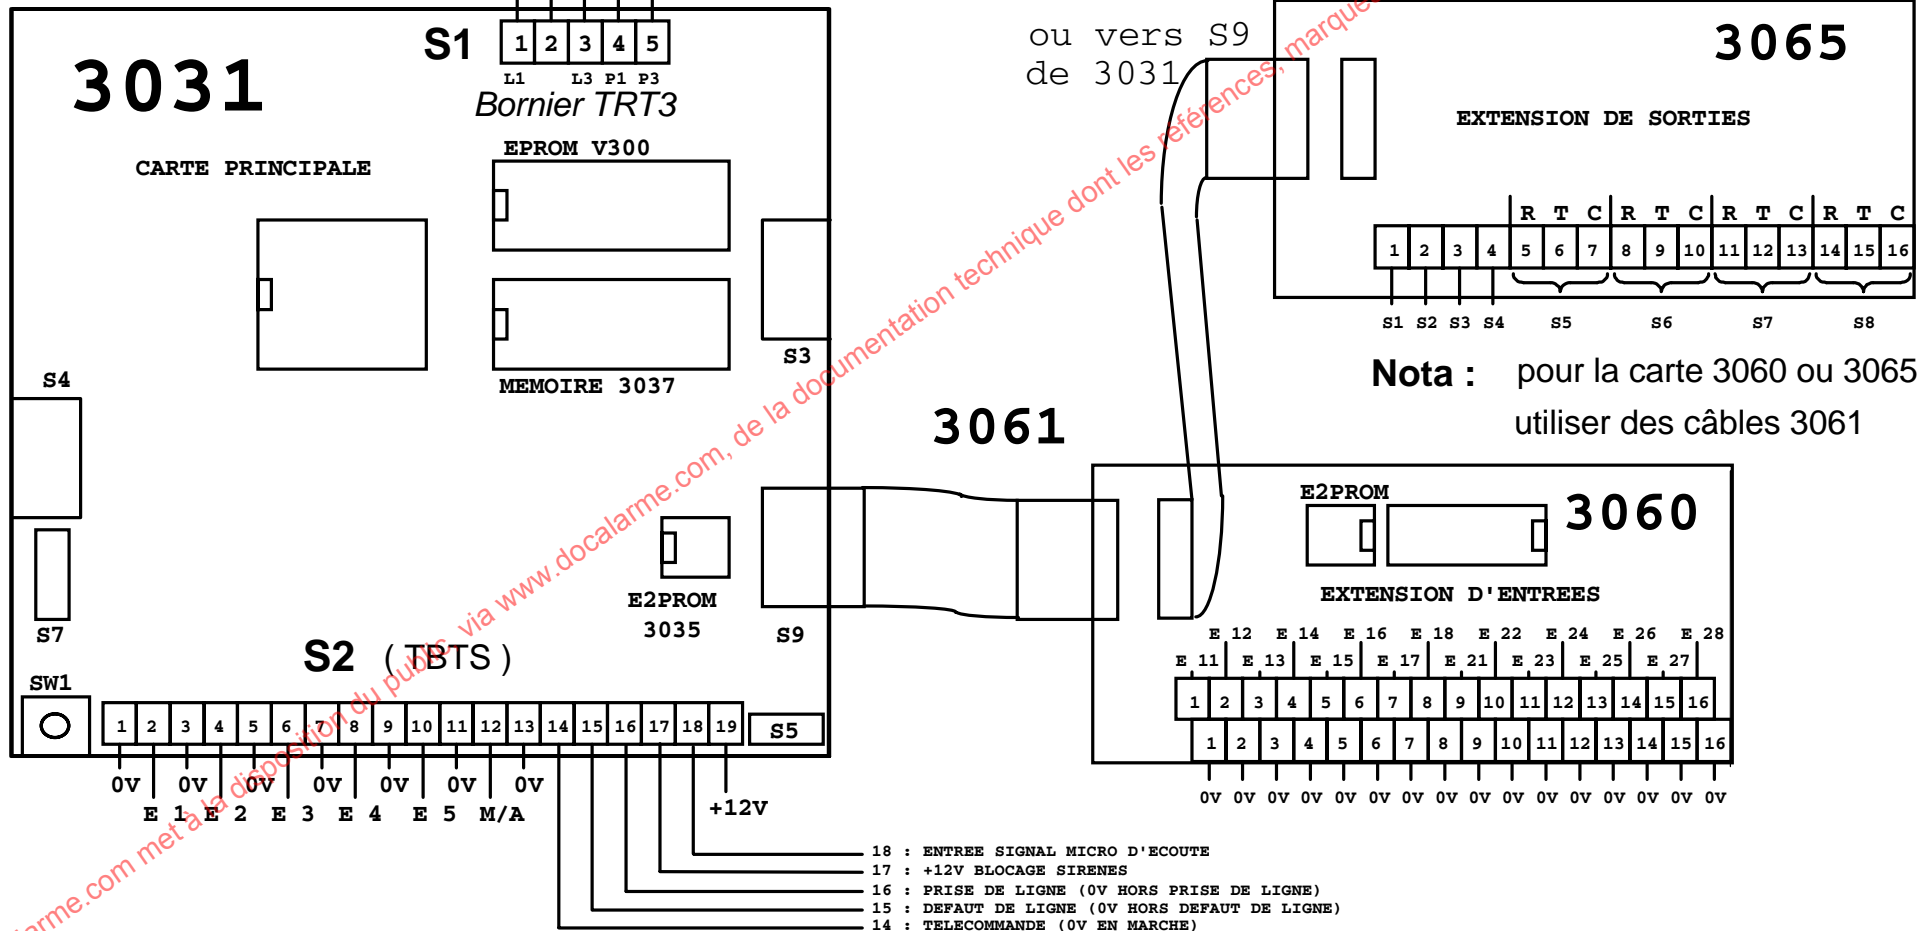 3031
S1
1 2 3 4 5
L1 L3 P1 P3
Bornier TRT3
CARTE PRINCIPALE
EPROM V300
MEMOIRE 3037
S3
S4
S7
E2PROM
3035
S9
S2 ( TBTS )
SW1
1 2 3 4 5 6 7 8 9 10 11 12 13 14 15 16 17 18 19
S5
0V 0V 0V 0V 0V 0V 0V
E 1 E 2 E 3 E 4 E 5 M/A
+12V
18 : ENTREE SIGNAL MICRO D'ECOUTE
17 : +12V BLOCAGE SIRENES
16 : PRISE DE LIGNE (0V HORS PRISE DE LIGNE)
15 : DEFAUT DE LIGNE (0V HORS DEFAUT DE LIGNE)
14 : TELECOMMANDE (0V EN MARCHE)
ou vers S9
de 3031
3065
EXTENSION DE SORTIES
R T C R T C R T C R T C
1 2 3 4 5 6 7 8 9 10 11 12 13 14 15 16
S1 S2 S3 S4 S5 S6 S7 S8
Nota : pour la carte 3060 ou 3065
utiliser des câbles 3061
3061
E2PROM
3060
EXTENSION D'ENTREES
E 12 E 14 E 16 E 18 E 22 E 24 E 26 E 28
E 11 E 13 E 15 E 17 E 21 E 23 E 25 E 27
1 2 3 4 5 6 7 8 9 10 11 12 13 14 15 16
1 2 3 4 5 6 7 8 9 10 11 12 13 14 15 16
0V 0V 0V 0V 0V 0V 0V 0V 0V 0V 0V 0V 0V 0V 0V 0V
arme.com met à la disposition du public, via www.docalarme.com, de la documentation technique dont les références, marque